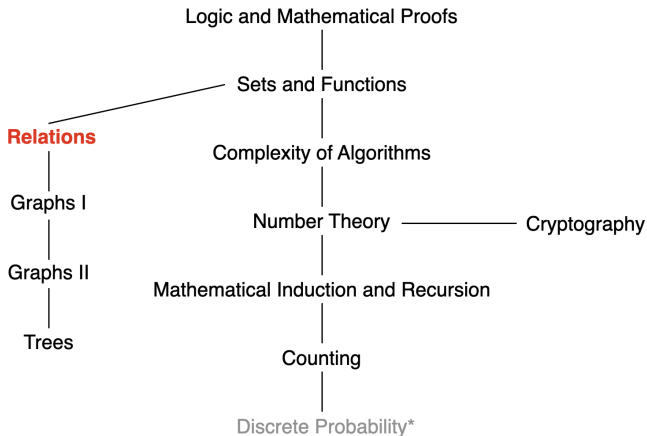 Logic and Mathematical Proofs
Sets and Functions
Relations
Complexity of Algorithms
Graphs I
Number Theory
Cryptography
Graphs II
Mathematical Induction and Recursion
Trees
Counting
Discrete Probability*